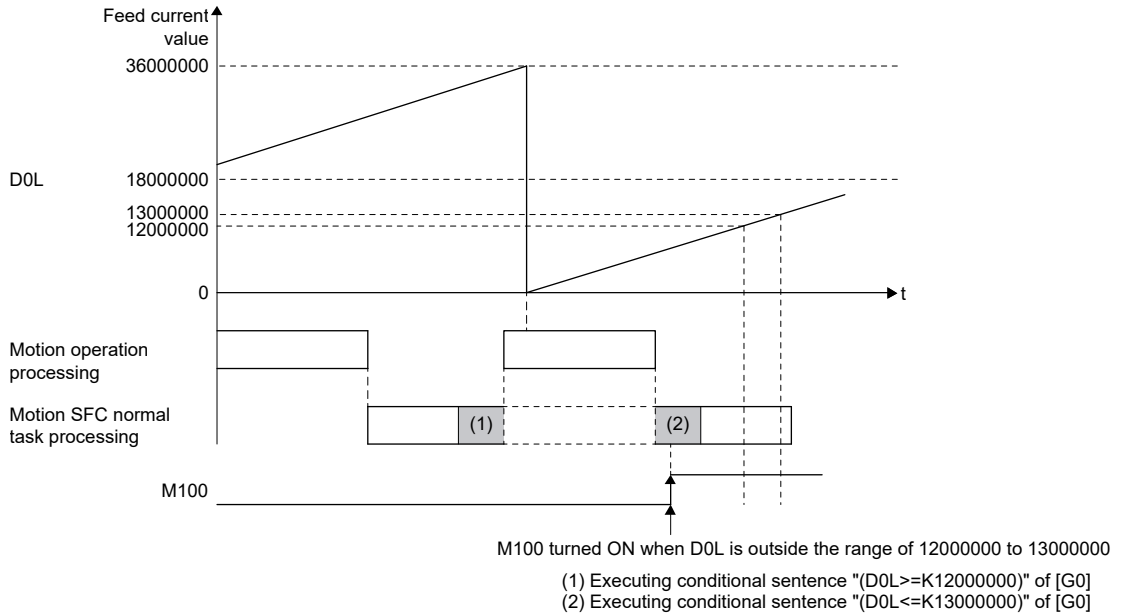 Feed current
value
36000000
D0L
18000000
13000000
12000000
0
t
Motion operation
processing
Motion SFC normal
task processing
(1)
(2)
M100
M100 turned ON when D0L is outside the range of 12000000 to 13000000
(1) Executing conditional sentence "(D0L>=K12000000)" of [G0]
(2) Executing conditional sentence "(D0L<=K13000000)" of [G0]